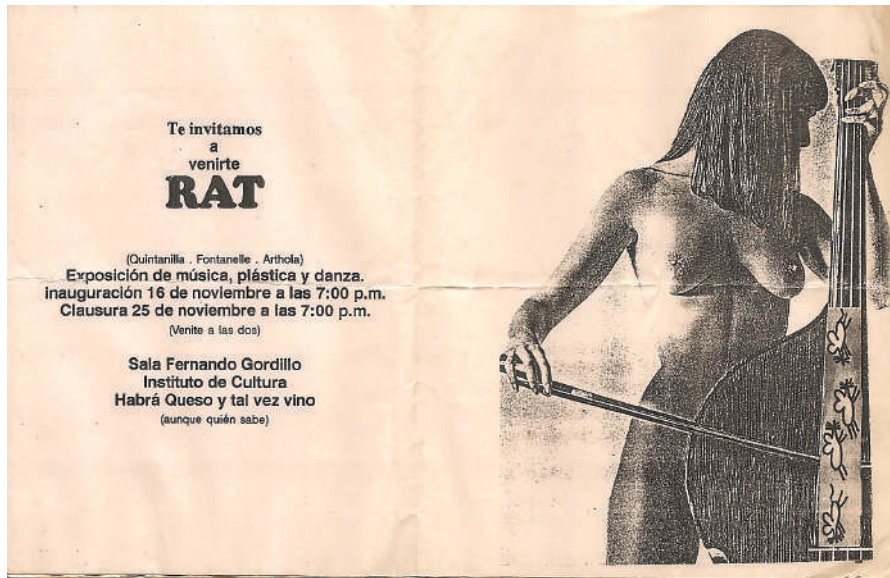 Te invitamos
a
venirte
RAT
(Quintanilla . Fontanelle . Arthola)
Exposición de música, plástica y danza.
inauguración 16 de noviembre a las 7:00 p.m.
Clausura 25 de noviembre a las 7:00 p.m.
(Venite a las dos)
Sala Fernando Gordillo
Instituto de Cultura
Habrá Queso y tal vez vino
(aunque quién sabe)